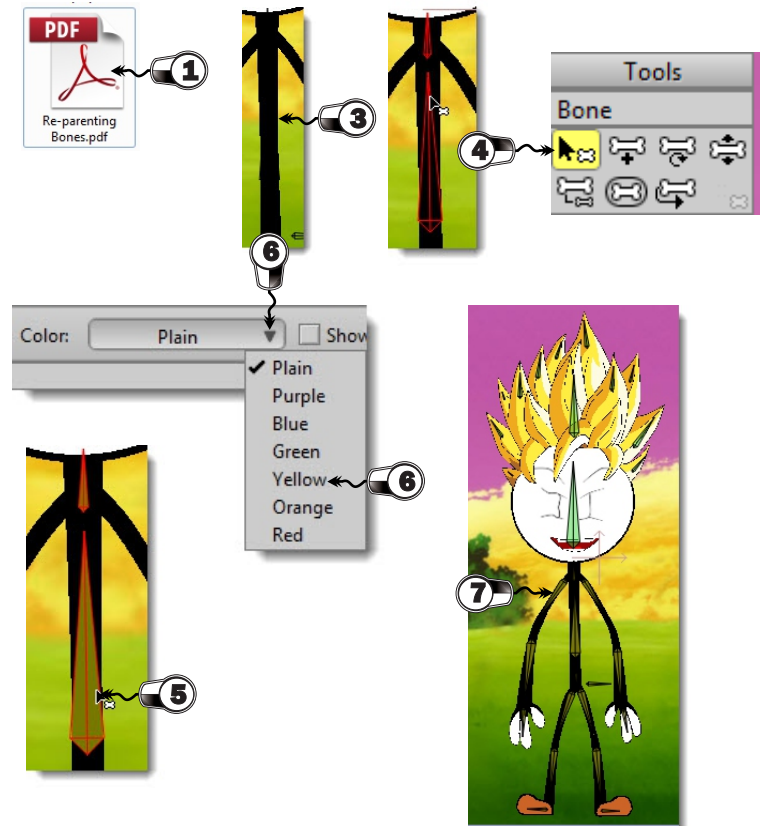 PDF
Re-parenting
Bones.pdf
1
3
4
Tools
Bone
6
Color: Plain Show
Plain
Purple
Blue
Green
Yellow
6
Orange
Red
5
7